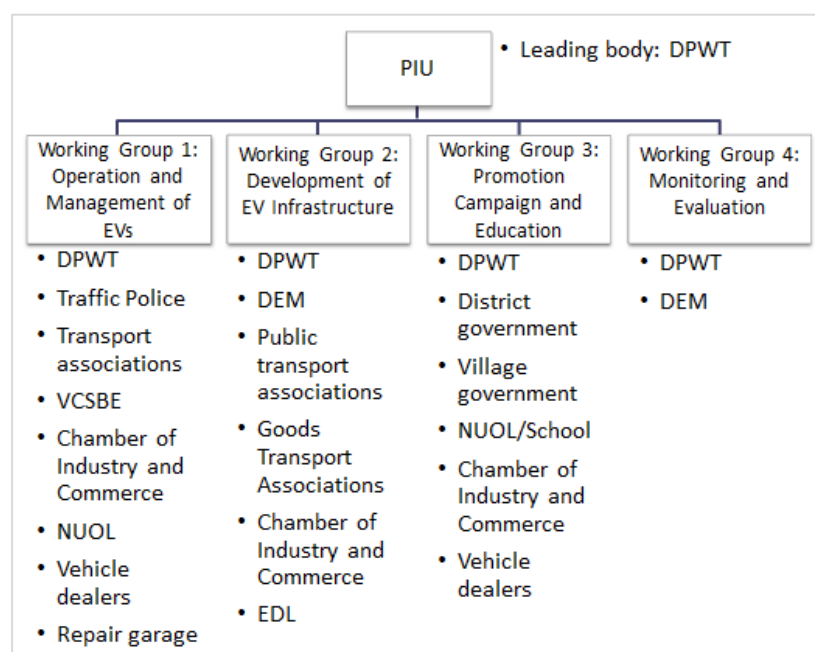 PIU
• Leading body: DPWT
Working Group 1:
Operation and
Management of
EVs
• DPWT
• Traffic Police
• Transport
associations
• VCSBE
• Chamber of
Industry and
Commerce
• NUOL
• Vehicle
dealers
• Repair garage
Working Group 2:
Development of
EV Infrastructure
• DPWT
• DEM
• Public
transport
associations
• Goods
Transport
Associations
• Chamber of
Industry and
Commerce
• EDL
Working Group 3:
Promotion
Campaign and
Education
• DPWT
• District
government
• Village
government
• NUOL/School
• Chamber of
Industry and
Commerce
• Vehicle
dealers
Working Group 4:
Monitoring and
Evaluation
• DPWT
• DEM